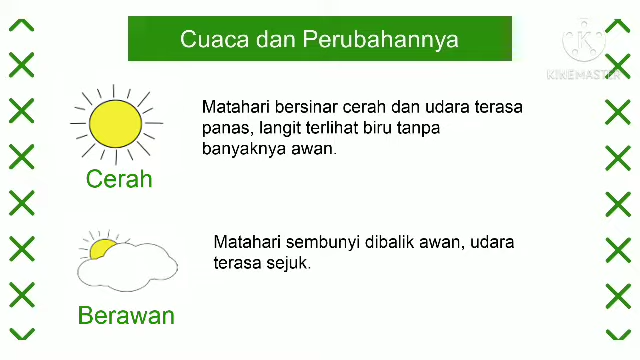 Cuaca dan Perubahannya
KINEMASTER
Matahari bersinar cerah dan udara terasa
panas, langit terlihat biru tanpa
banyaknya awan.
Cerah
Matahari sembunyi dibalik awan, udara
terasa sejuk.
Berawan